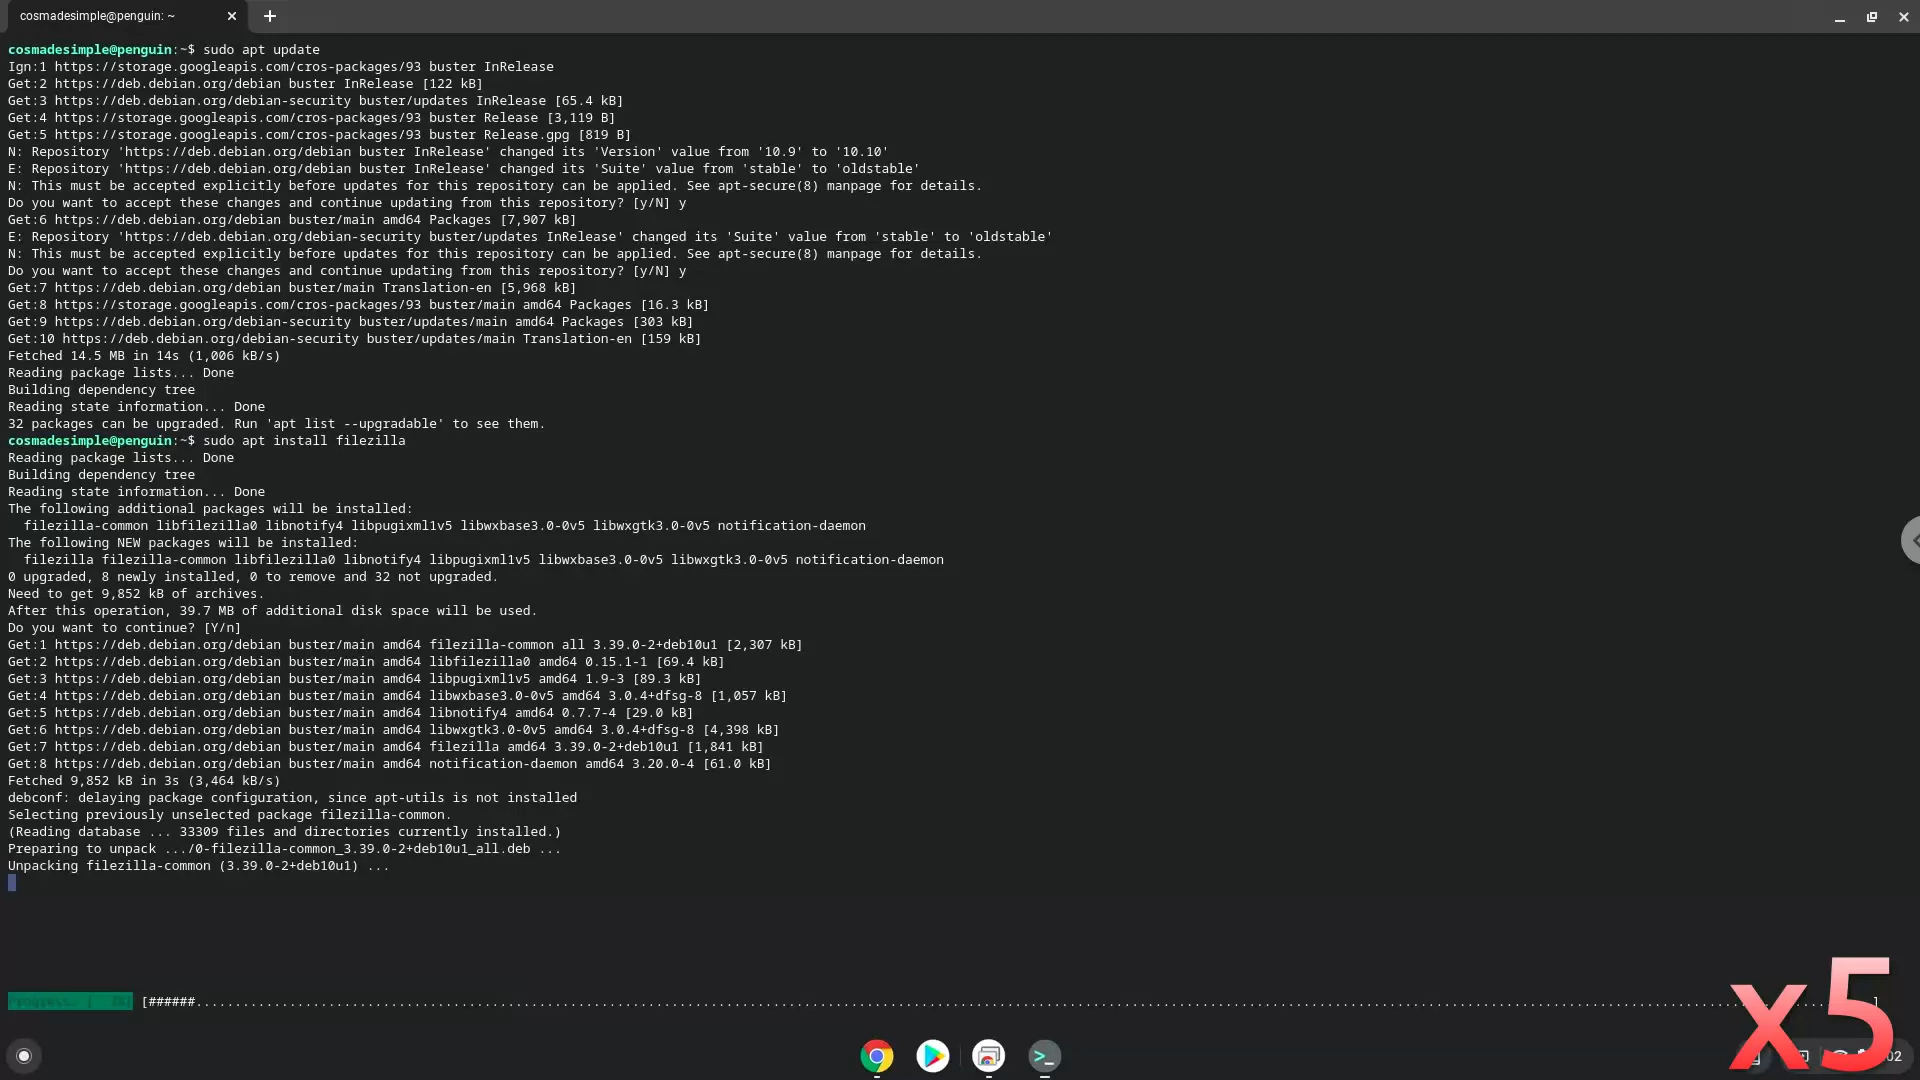 cosmadesimple@penguin: ~
cosmadesimple@penguin:~$ sudo apt update
Ign:1 https://storage.googleapis.com/cros-packages/93 buster InRelease
Get:2 https://deb.debian.org/debian buster InRelease [122 kB]
Get:3 https://deb.debian.org/debian-security buster/updates InRelease [65.4 kB]
Get:4 https://storage.googleapis.com/cros-packages/93 buster Release [3,119 B]
Get:5 https://storage.googleapis.com/cros-packages/93 buster Release.gpg [819 B]
N: Repository 'https://deb.debian.org/debian buster InRelease' changed its 'Version' value from '10.9' to '10.10'
E: Repository 'https://deb.debian.org/debian buster InRelease' changed its 'Suite' value from 'stable' to 'oldstable'
N: This must be accepted explicitly before updates for this repository can be applied. See apt-secure(8) manpage for details.
Do you want to accept these changes and continue updating from this repository? [y/N] y
Get:6 https://deb.debian.org/debian buster/main amd64 Packages [7,907 kB]
E: Repository 'https://deb.debian.org/debian-security buster/updates InRelease' changed its 'Suite' value from 'stable' to 'oldstable'
N: This must be accepted explicitly before updates for this repository can be applied. See apt-secure(8) manpage for details.
Do you want to accept these changes and continue updating from this repository? [y/N] y
Get:7 https://deb.debian.org/debian buster/main Translation-en [5,968 kB]
Get:8 https://storage.googleapis.com/cros-packages/93 buster/main amd64 Packages [16.3 kB]
Get:9 https://deb.debian.org/debian-security buster/updates/main amd64 Packages [303 kB]
Get:10 https://deb.debian.org/debian-security buster/updates/main Translation-en [159 kB]
Fetched 14.5 MB in 14s (1,006 kB/s)
Reading package lists... Done
Building dependency tree
Reading state information... Done
32 packages can be upgraded. Run 'apt list --upgradable' to see them.
cosmadesimple@penguin:~$ sudo apt install filezilla
Reading package lists... Done
Building dependency tree
Reading state information... Done
The following additional packages will be installed:
filezilla-common libfilezilla0 libnotify4 libpugixml1v5 libwxbase3.0-0v5 libwxgtk3.0-0v5 notification-daemon
The following NEW packages will be installed:
filezilla filezilla-common libfilezilla0 libnotify4 libpugixml1v5 libwxbase3.0-0v5 libwxgtk3.0-0v5 notification-daemon
0 upgraded, 8 newly installed, 0 to remove and 32 not upgraded.
Need to get 9,852 kB of archives.
After this operation, 39.7 MB of additional disk space will be used.
Do you want to continue? [Y/n]
Get:1 https://deb.debian.org/debian buster/main amd64 filezilla-common all 3.39.0-2+deb10u1 [2,307 kB]
Get:2 https://deb.debian.org/debian buster/main amd64 libfilezilla0 amd64 0.15.1-1 [69.4 kB]
Get:3 https://deb.debian.org/debian buster/main amd64 libpugixml1v5 amd64 1.9-3 [89.3 kB]
Get:4 https://deb.debian.org/debian buster/main amd64 libwxbase3.0-0v5 amd64 3.0.4+dfsg-8 [1,057 kB]
Get:5 https://deb.debian.org/debian buster/main amd64 libnotify4 amd64 0.7.7-4 [29.0 kB]
Get:6 https://deb.debian.org/debian buster/main amd64 libwxgtk3.0-0v5 amd64 3.0.4+dfsg-8 [4,398 kB]
Get:7 https://deb.debian.org/debian buster/main amd64 filezilla amd64 3.39.0-2+deb10u1 [1,841 kB]
Get:8 https://deb.debian.org/debian buster/main amd64 notification-daemon amd64 3.20.0-4 [61.0 kB]
Fetched 9,852 kB in 3s (3,464 kB/s)
debconf: delaying package configuration, since apt-utils is not installed
Selecting previously unselected package filezilla-common.
(Reading database ... 33309 files and directories currently installed.)
Preparing to unpack .../0-filezilla-common_3.39.0-2+deb10u1_all.deb ...
Unpacking filezilla-common (3.39.0-2+deb10u1) ...
x5